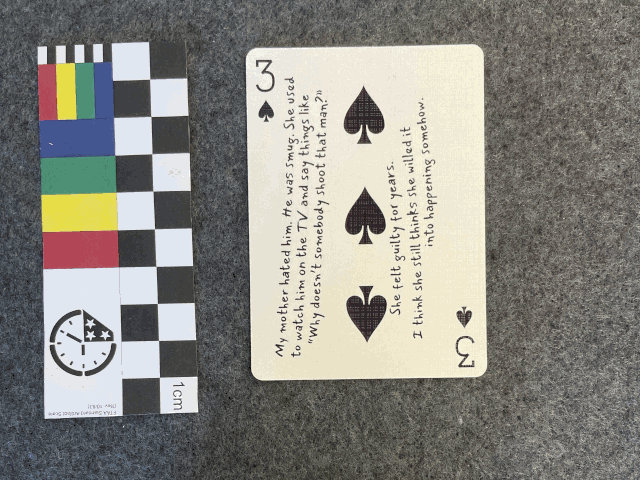 3
My mother hated him. He was smug. She used
to watch him on the TV and say things like
"Why doesn't somebody shoot that man?"
She felt guilty for years.
I think she still thinks she willed it
into happening somehow.
3
1cm